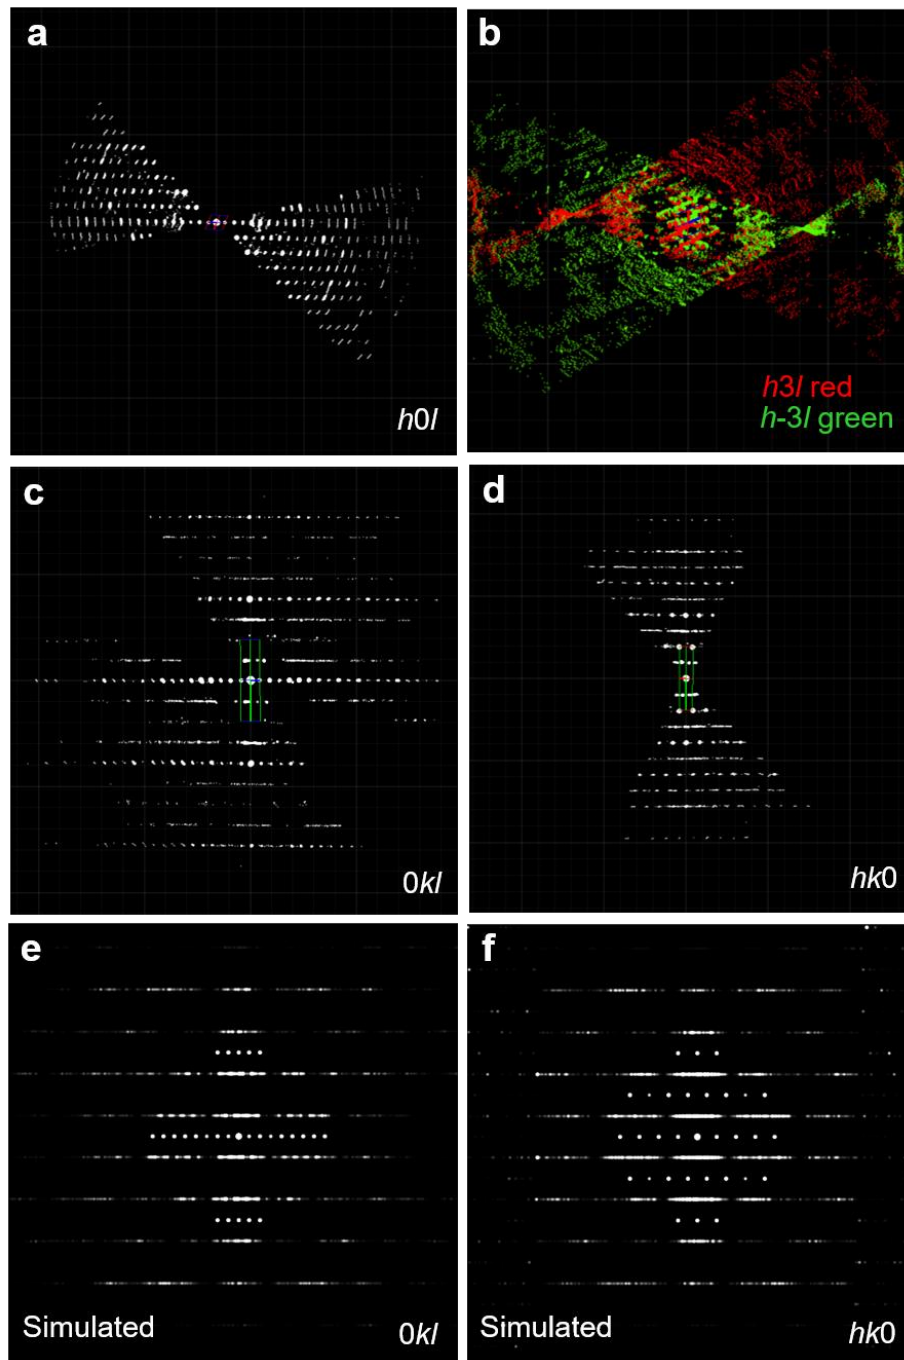 a
b
h0l
h3l red
h-3l green
c
d
0kl
hk0
e
f
Simulated
0kl
Simulated
hk0